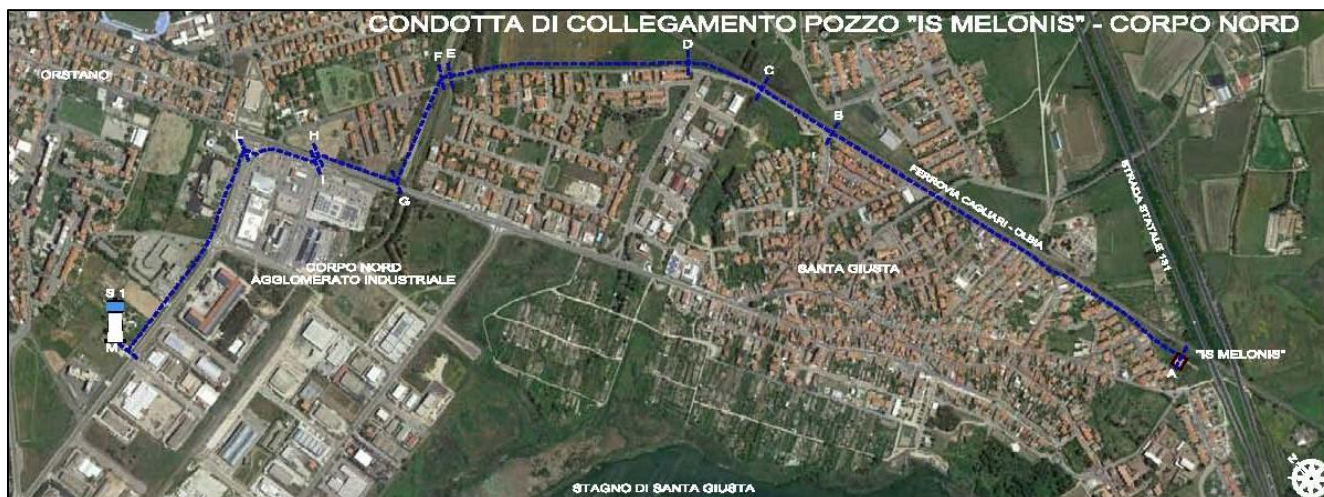 CONDOTTA DI COLLEGAMENTO POZZO "IS MELONIS" - CORPO NORD
ORSTANO
F E
D
C
B
L
H
I
G
FERROVIA CAGLIARI - OLBIA
STRADA STATALE 131
SANTA GIUSTA
CORPO NORD
AGGLOMERATO INDUSTRIALE
S 1
M
"IS MELONIS"
A
STAGNO DI SANTA GIUSTA
N